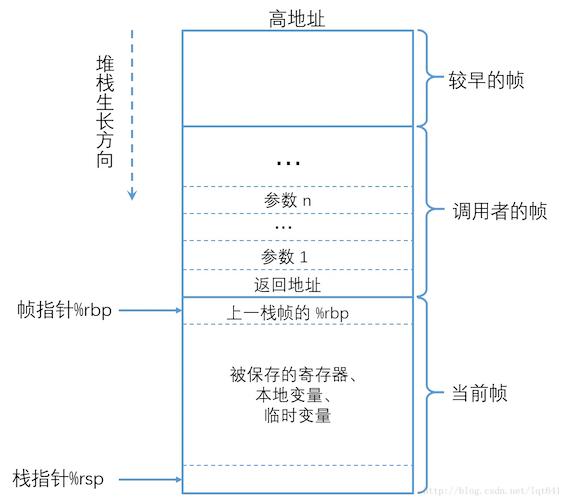 高地址
堆栈生长方向
较早的帧
...
参数 n
调用者的帧
...
参数 1
返回地址
帧指针%rbp
上一栈帧的 %rbp
被保存的寄存器、
本地变量、
临时变量
当前帧
栈指针%rsp
http://blog.csdn.net/lqt641